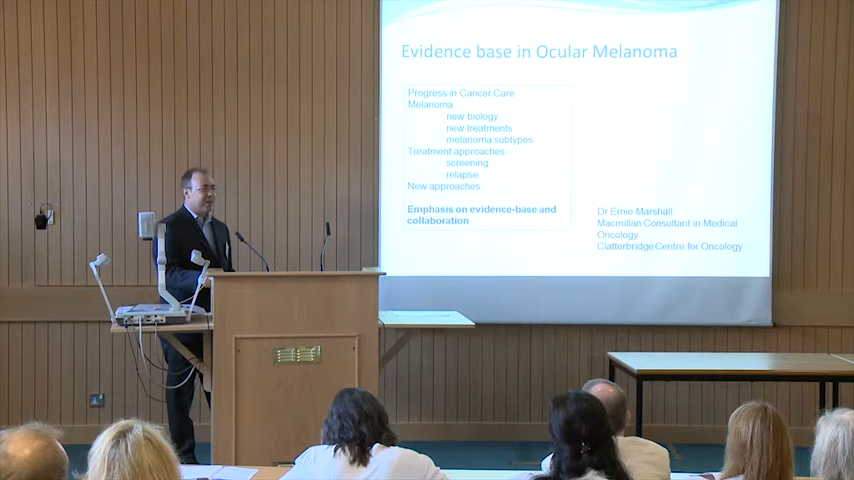 Evidence base in Ocular Melanoma
Progress in Cancer Care
Melanoma
new biology
new treatments
melanoma subtypes
Treatment approaches
screening
relapse
New approaches
Emphasis on evidence-base and
collaboration
Dr Ernie Marshall
Macmillan Consultant in Medical
Oncology
Clatterbridge Centre for Oncology